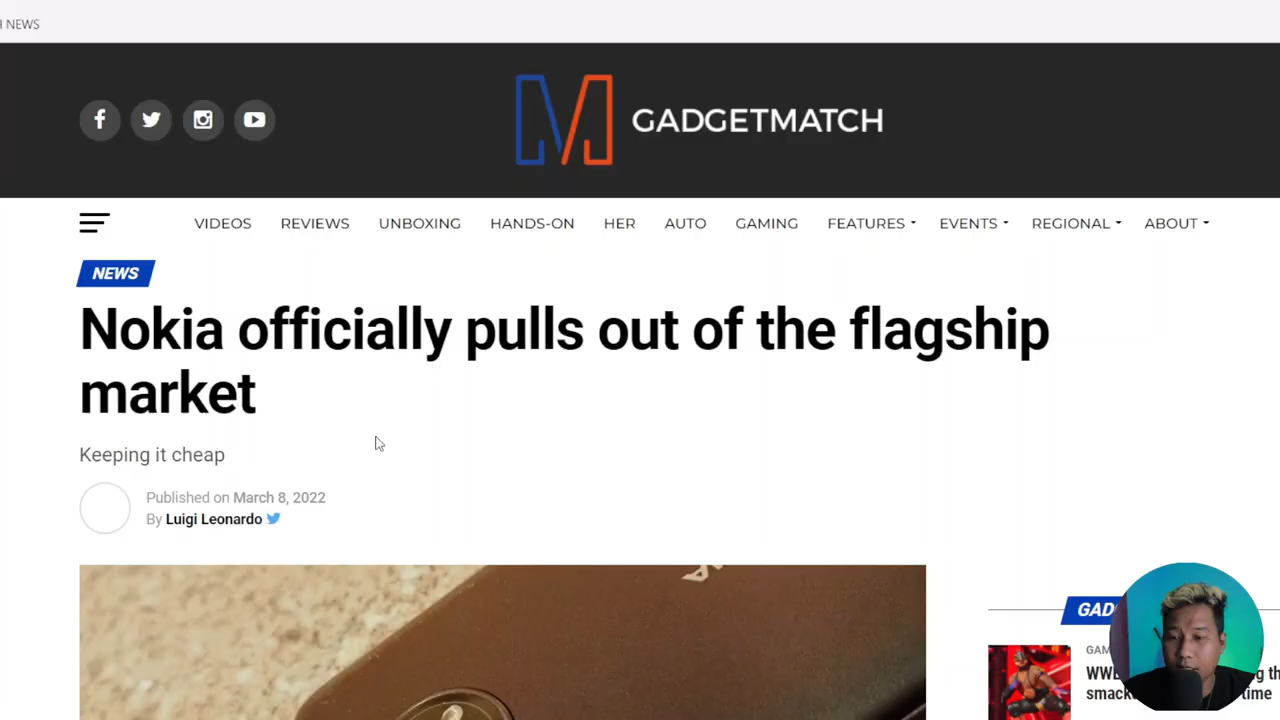 H NEWS
GADGETMATCH
VIDEOS REVIEWS UNBOXING HANDS-ON HER AUTO GAMING FEATURES EVENTS REGIONAL ABOUT
NEWS
Nokia officially pulls out of the flagship
market
Keeping it cheap
Published on March 8, 2022
By Luigi Leonardo